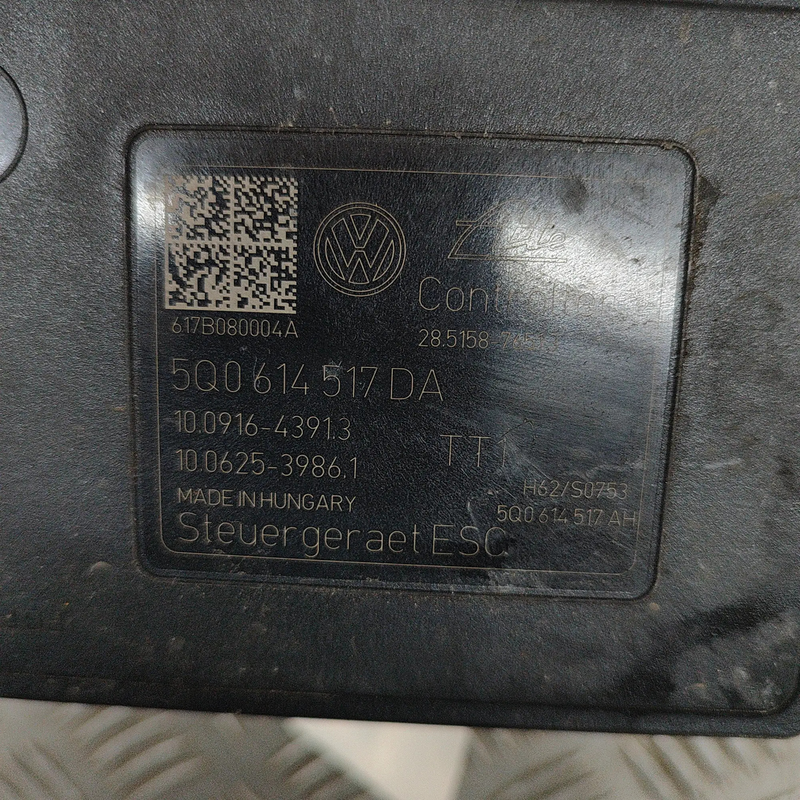 Ate
617B080004A
28.5158
5Q0 614 517 DA
10.0916-4391.3
TT1
10.0625-3986.1
H62/S0753
MADE IN HUNGARY
5Q0 614 517 AH
Steuergeraet ESC